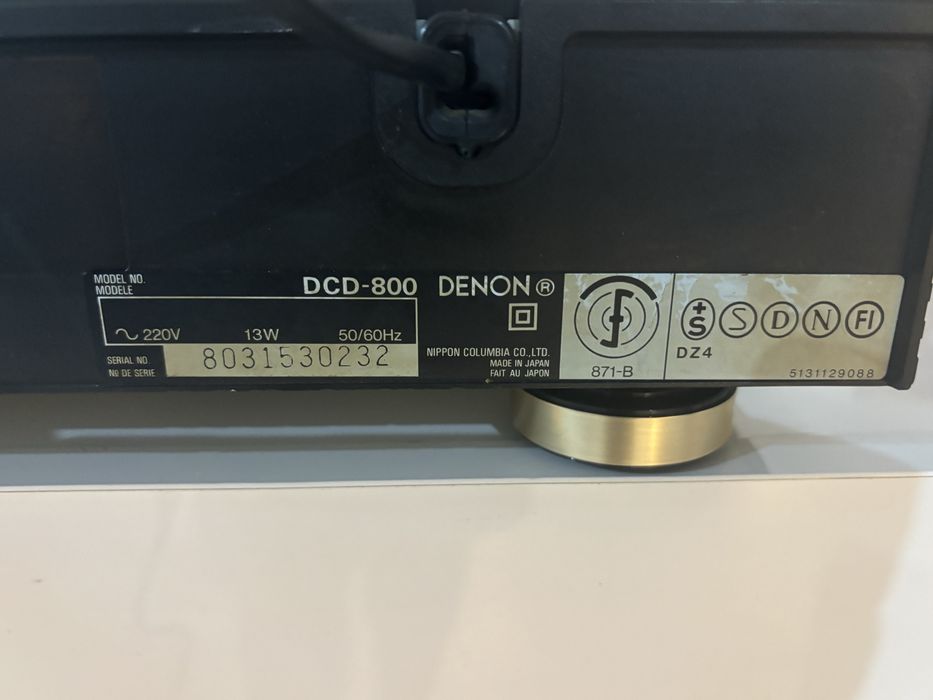 MODEL NO.
MODELE
DCD-800
DENON ®
220V 13W 50/60Hz
SERIAL NO.
Nº DE SERIE
8031530232
NIPPON COLUMBIA CO.,LTD.
MADE IN JAPAN
FAIT AU JAPON
871-B
+S S D N FI
DZ4
5131129088